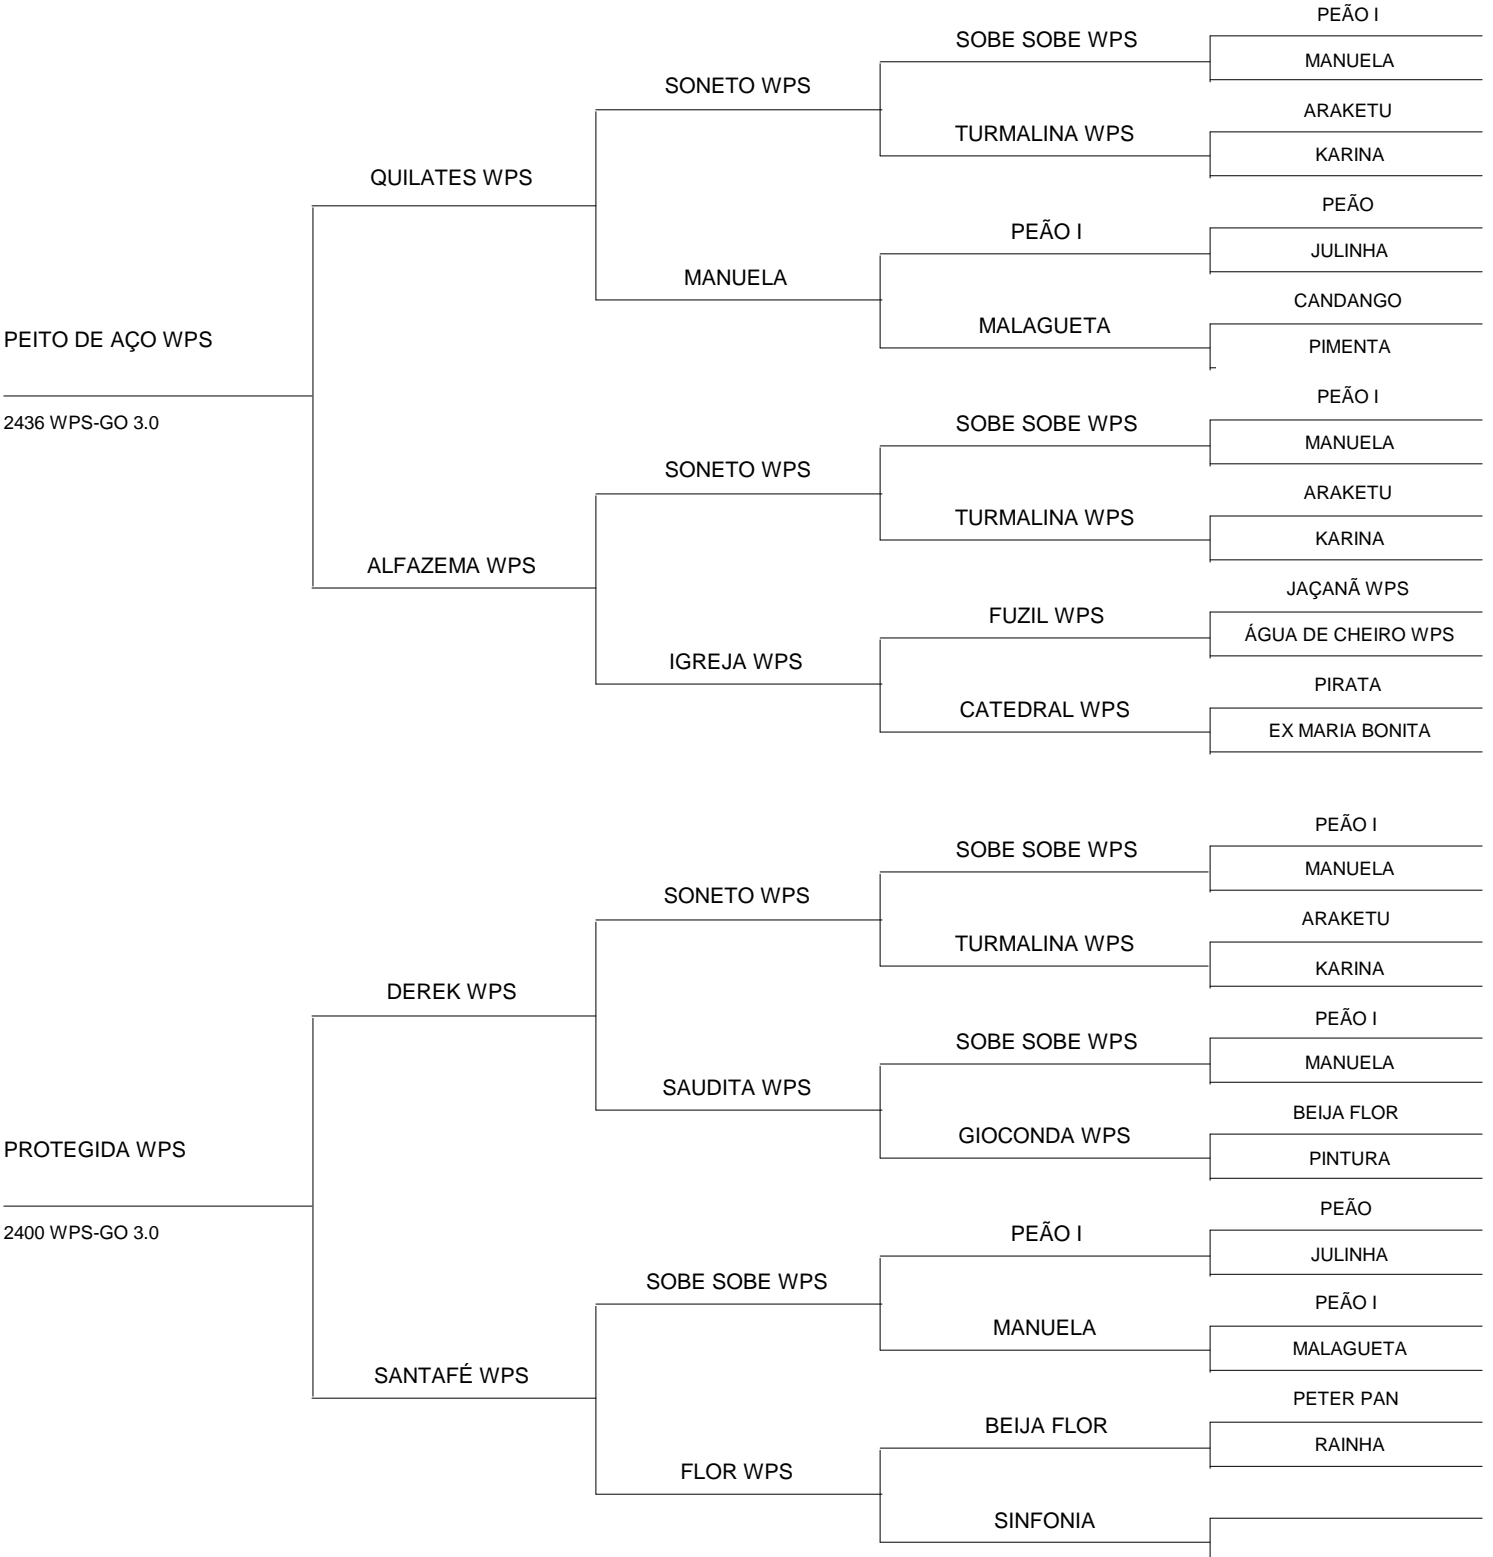 PEÃO I
SOBE SOBE WPS
MANUELA
SONETO WPS
ARAKETU
TURMALINA WPS
KARINA
QUILATES WPS
PEÃO
PEÃO I
JULINHA
MANUELA
CANDANGO
MALAGUETA
PIMENTA
PEITO DE AÇO WPS
2436 WPS-GO 3.0
PEÃO I
SOBE SOBE WPS
MANUELA
SONETO WPS
ARAKETU
TURMALINA WPS
KARINA
ALFAZEMA WPS
JAÇANÃ WPS
FUZIL WPS
ÁGUA DE CHEIRO WPS
IGREJA WPS
PIRATA
CATEDRAL WPS
EX MARIA BONITA
PEÃO I
SOBE SOBE WPS
MANUELA
SONETO WPS
ARAKETU
TURMALINA WPS
KARINA
DEREK WPS
PEÃO I
SOBE SOBE WPS
MANUELA
SAUDITA WPS
BEIJA FLOR
GIOCONDA WPS
PINTURA
PROTEGIDA WPS
2400 WPS-GO 3.0
PEÃO
PEÃO I
JULINHA
SOBE SOBE WPS
PEÃO I
MANUELA
MALAGUETA
SANTAFÉ WPS
PETER PAN
BEIJA FLOR
RAINHA
FLOR WPS
SINFONIA